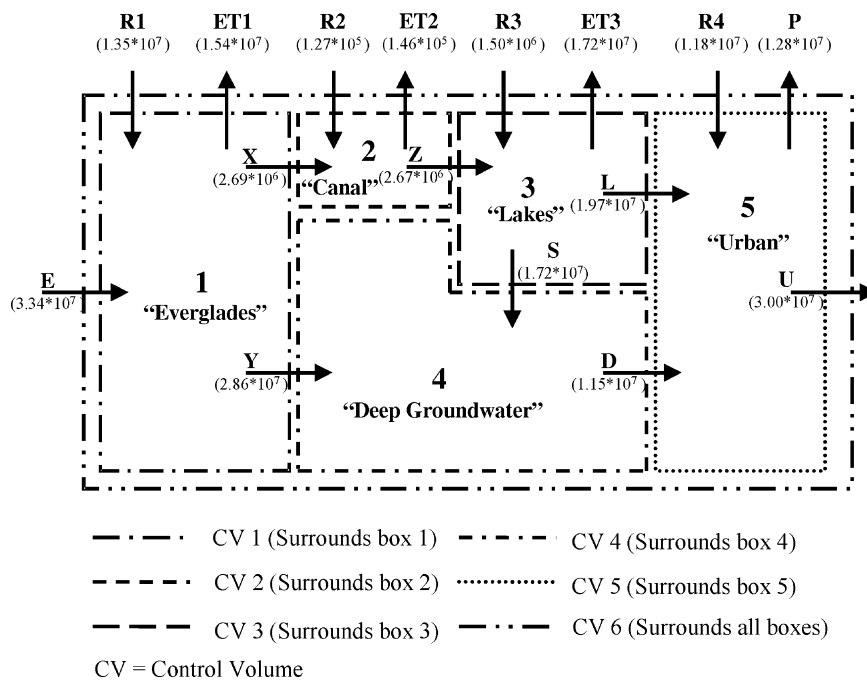 R1 ET1 R2 ET2 R3 ET3 R4 P
(1.35*10⁷) (1.54*10⁷) (1.27*10⁵) (1.46*10⁵) (1.50*10⁶) (1.72*10⁷) (1.18*10⁷) (1.28*10⁷)
X 2 Z
(2.69*10⁶) "Canal" (2.67*10⁶)
3 L
"Lakes" (1.97*10⁷)
5
"Urban"
S
(1.72*10⁷)
E
(3.34*10⁷)
1
"Everglades"
U
(3.00*10⁷)
Y
(2.86*10⁷)
4
"Deep Groundwater"
D
(1.15*10⁷)
CV 1 (Surrounds box 1)
CV 4 (Surrounds box 4)
CV 2 (Surrounds box 2)
CV 5 (Surrounds box 5)
CV 3 (Surrounds box 3)
CV 6 (Surrounds all boxes)
CV = Control Volume